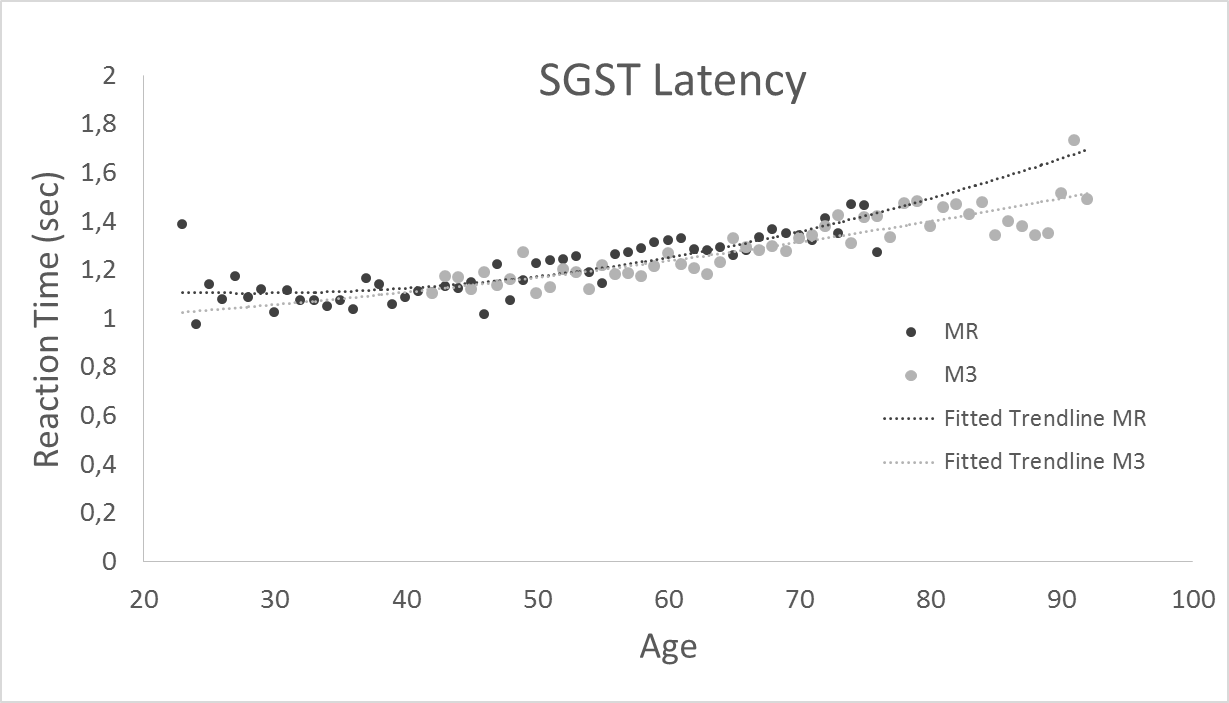 SGST Latency
2
1,8
1,6
1,4
1,2
1
0,8
0,6
0,4
0,2
0
Reaction Time (sec)
20 30 40 50 60 70 80 90 100
Age
MR
M3
Fitted Trendline MR
Fitted Trendline M3